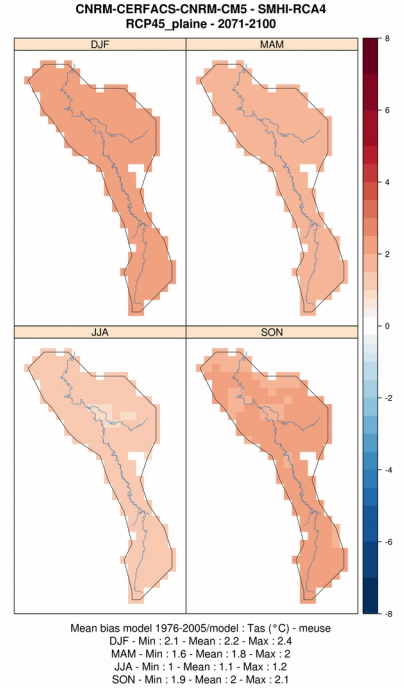 CNRM-CERFACS-CNRM-CM5 - SMHI-RCA4
RCP45_plaine - 2071-2100
DJF
MAM
8
6
4
2
0
-2
-4
-6
-8
JJA
SON
Mean bias model 1976-2005/model : Tas (°C) - meuse
DJF - Min : 2.1 - Mean : 2.2 - Max : 2.4
MAM - Min : 1.6 - Mean : 1.8 - Max : 2
JJA - Min : 1 - Mean : 1.1 - Max : 1.2
SON - Min : 1.9 - Mean : 2 - Max : 2.1